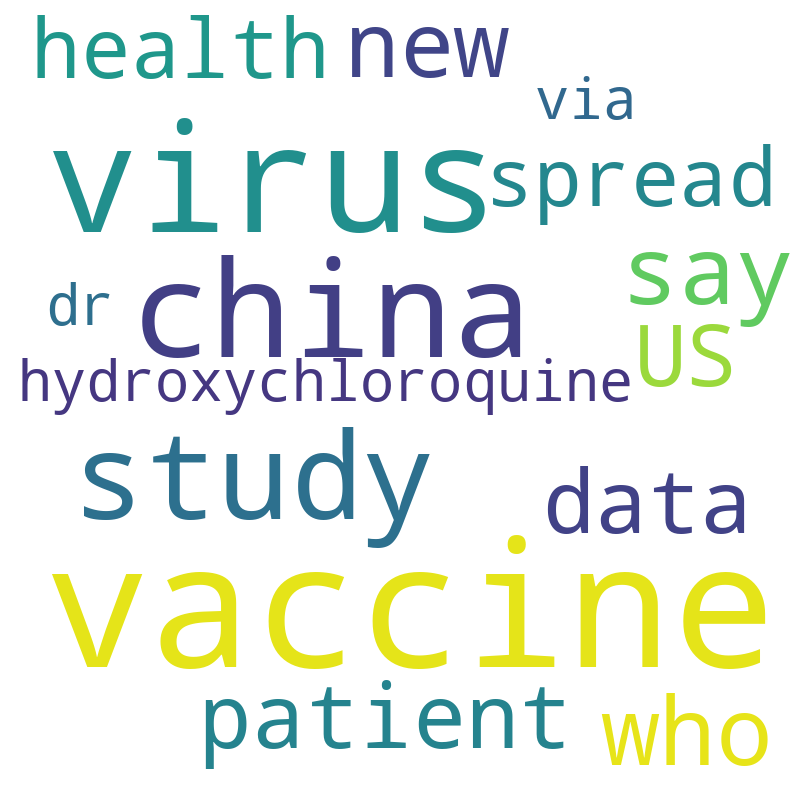 health new
via
virus spread
say
dr china
US
hydroxychloroquine
study
data
vaccine
patient who